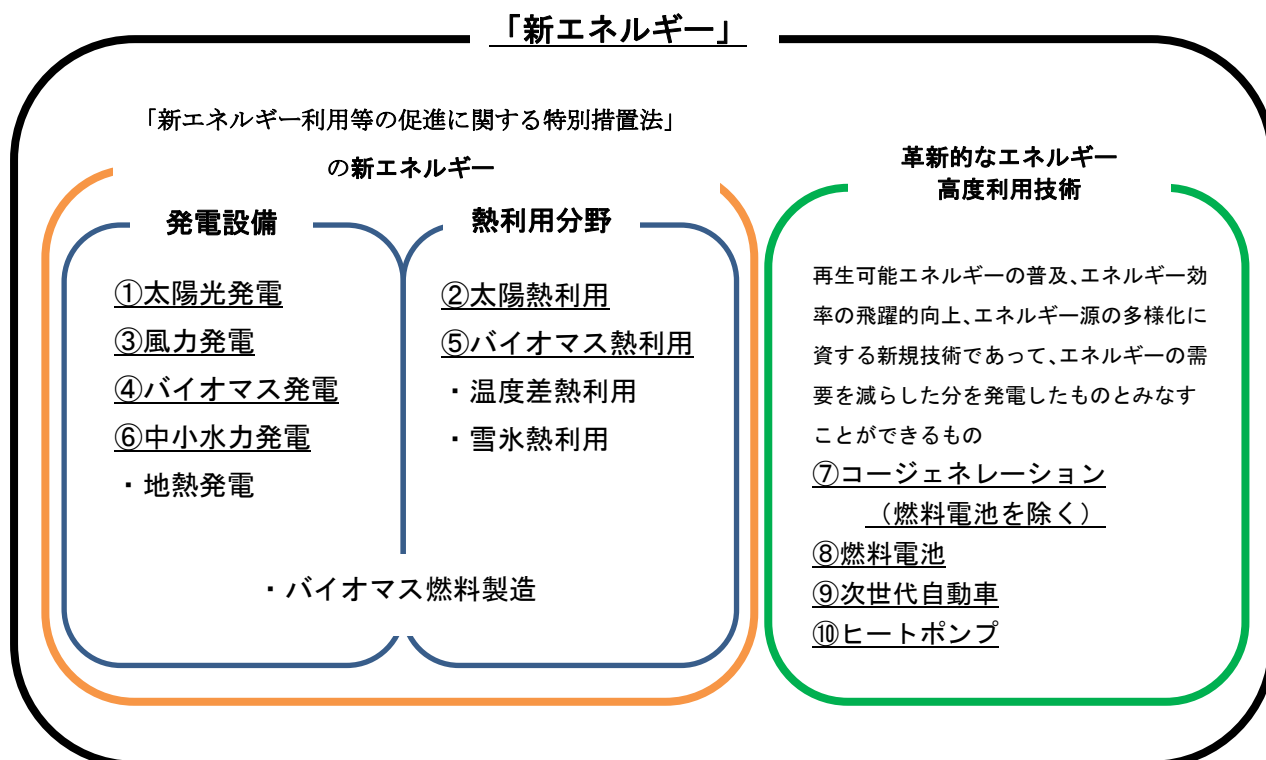 「新エネルギー」
「新エネルギー利用等の促進に関する特別措置法」
の新エネルギー
発電設備
①太陽光発電
③風力発電
④バイオマス発電
⑥中小水力発電
・地熱発電
熱利用分野
②太陽熱利用
⑤バイオマス熱利用
・温度差熱利用
・雪氷熱利用
・バイオマス燃料製造
革新的なエネルギー
高度利用技術
再生可能エネルギーの普及、エネルギー効
率の飛躍的向上、エネルギー源の多様化に
資する新規技術であって、エネルギーの需
要を減らした分を発電したものとみなす
ことができるもの
⑦コージェネレーション
（燃料電池を除く）
⑧燃料電池
⑨次世代自動車
⑩ヒートポンプ